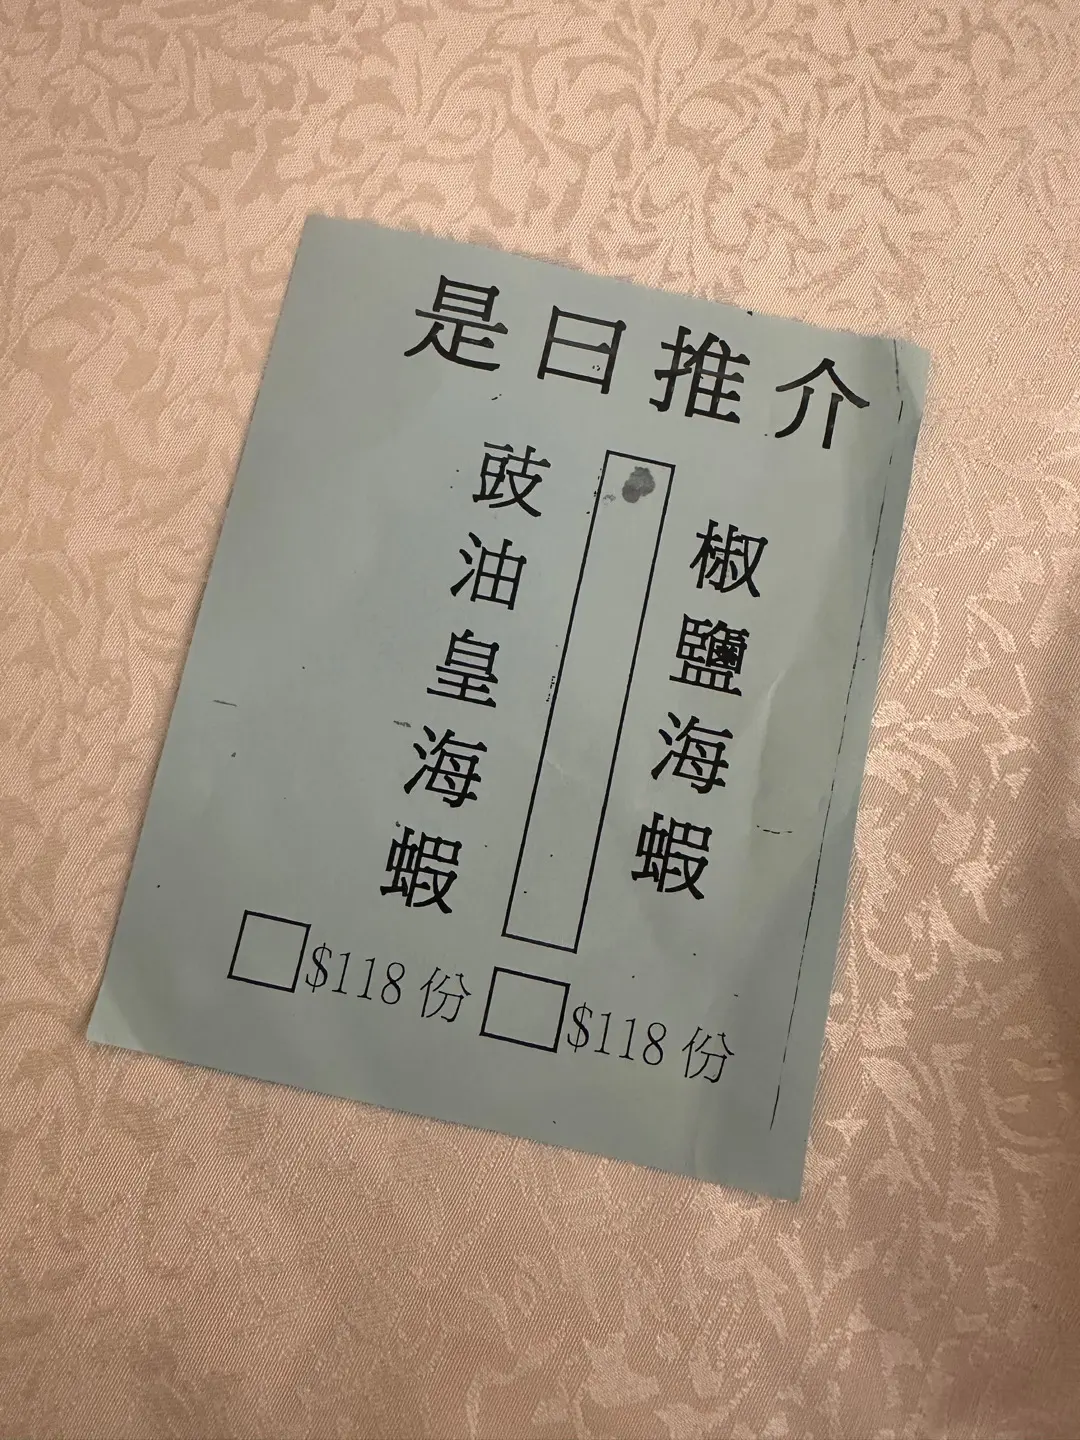 是日推介
椒鹽海蝦
豉油皇海蝦
$118 份
$118 份